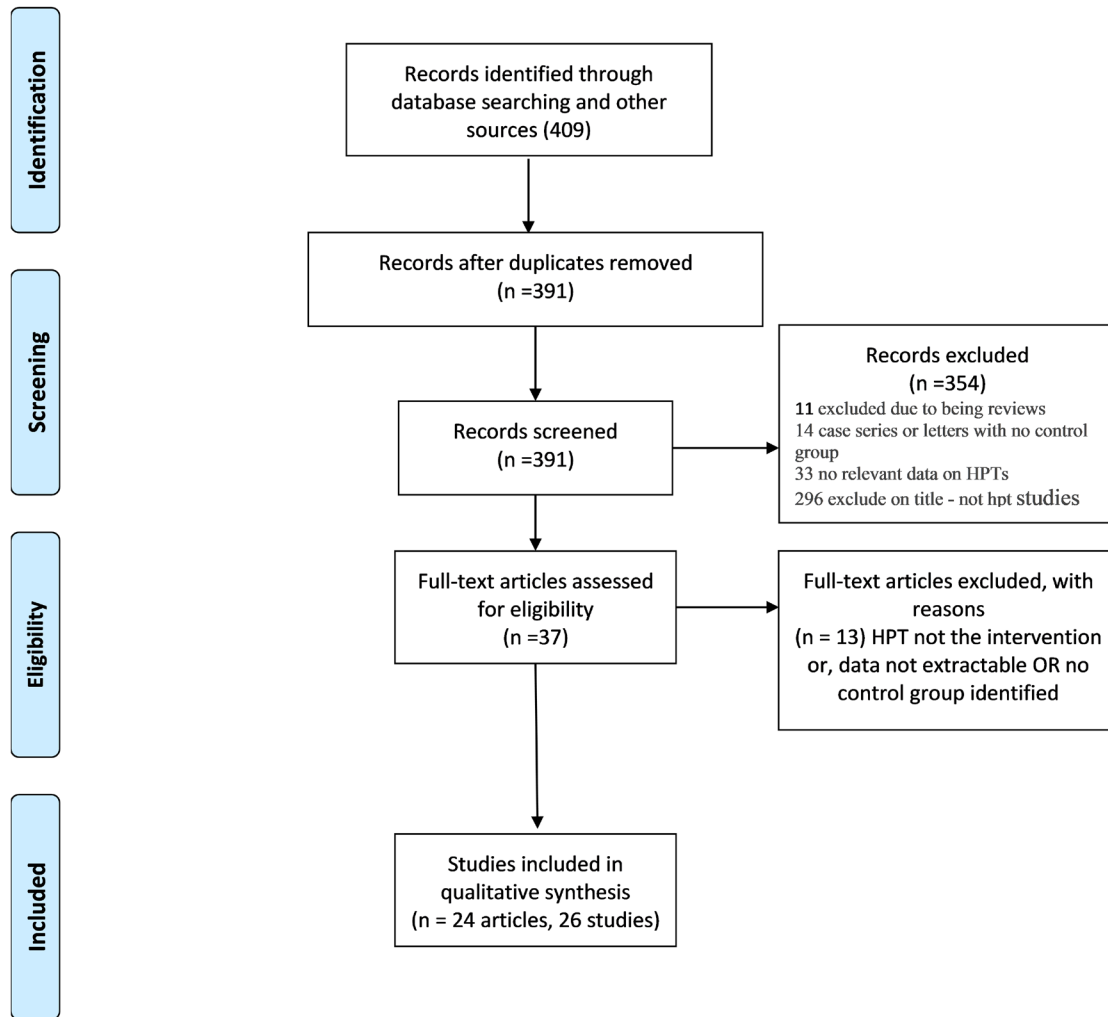 Identification
Records identified through
database searching and other
sources (409)
Records after duplicates removed
(n =391)
Screening
Records screened
(n =391)
Records excluded
(n =354)
11 excluded due to being reviews
14 case series or letters with no control
group
33 no relevant data on HPTs
296 exclude on title - not hpt studies
Eligibility
Full-text articles assessed
for eligibility
(n =37)
Full-text articles excluded, with
reasons
(n = 13) HPT not the intervention
or, data not extractable OR no
control group identified
Included
Studies included in
qualitative synthesis
(n = 24 articles, 26 studies)